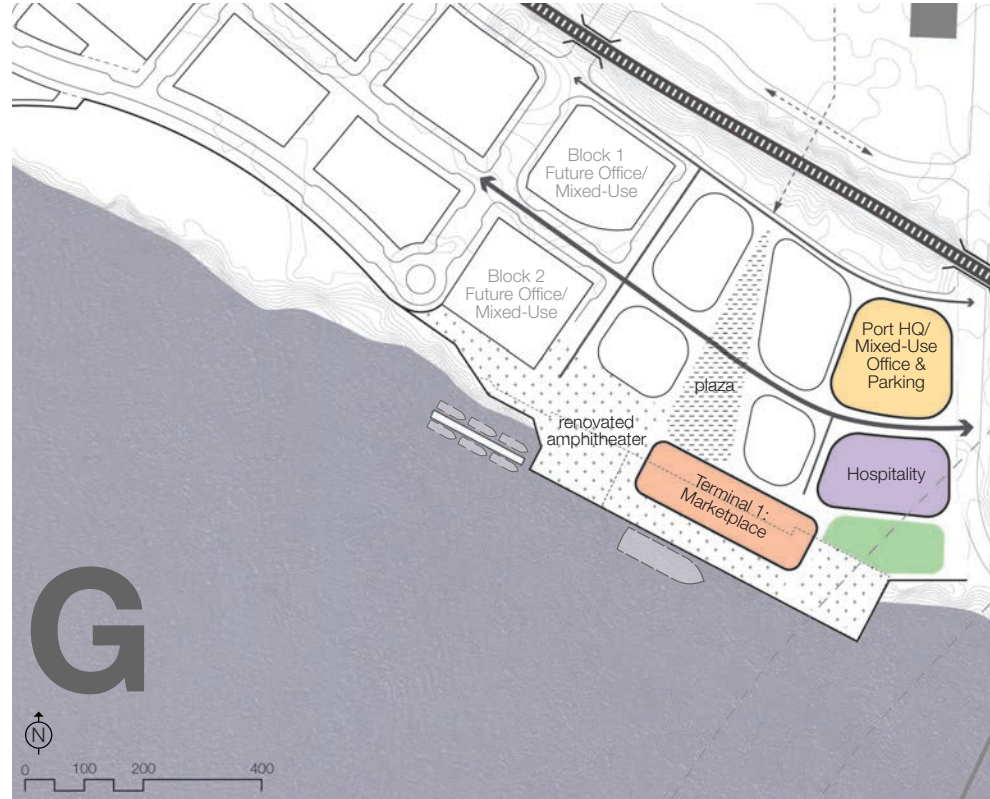 Block 1
Future Office/
Mixed-Use
Block 2
Future Office/
Mixed-Use
Port HQ/
Mixed-Use
Office &
Parking
plaza
renovated
amphitheater
Hospitality
Terminal 1:
Marketplace
G
N
0 100 200 400